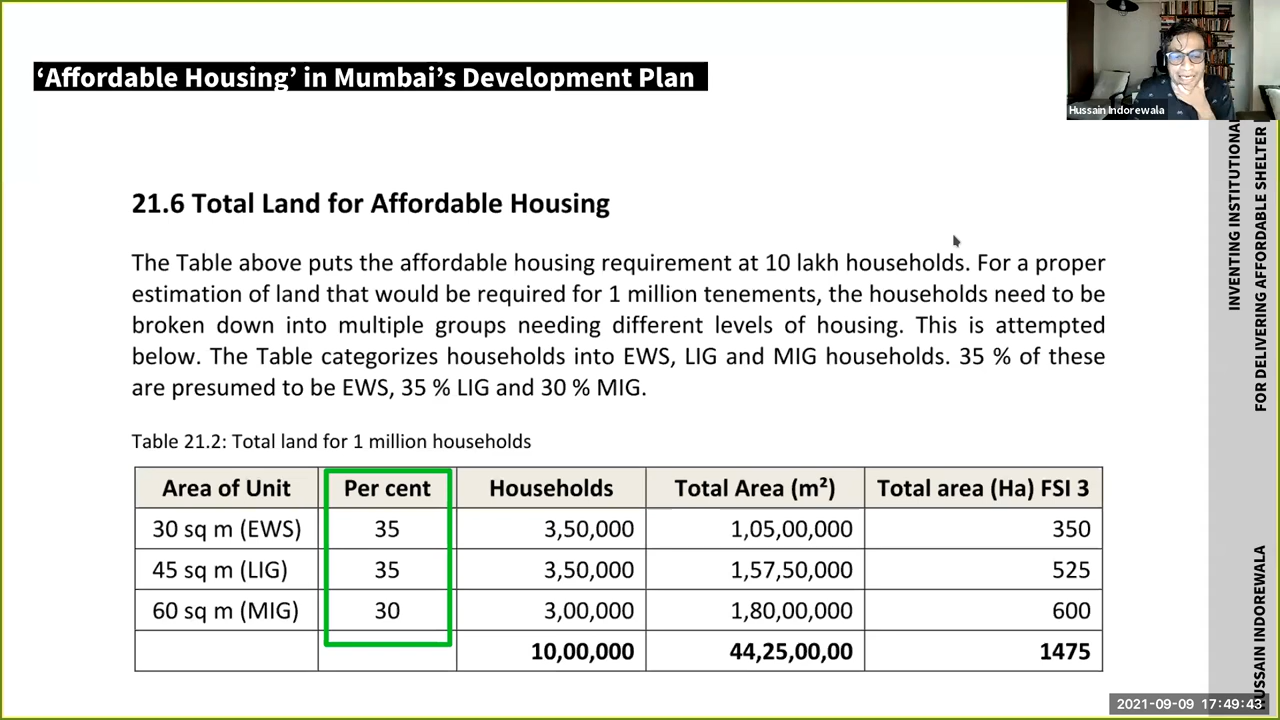 ‘Affordable Housing’ in Mumbai’s Development Plan
Hussain Indorewala
21.6 Total Land for Affordable Housing
The Table above puts the affordable housing requirement at 10 lakh households. For a proper
estimation of land that would be required for 1 million tenements, the households need to be
broken down into multiple groups needing different levels of housing. This is attempted
below. The Table categorizes households into EWS, LIG and MIG households. 35 % of these
are presumed to be EWS, 35 % LIG and 30 % MIG.
Table 21.2: Total land for 1 million households
Area of Unit Per cent Households Total Area (m²) Total area (Ha) FSI 3
30 sq m (EWS) 35 3,50,000 1,05,00,000 350
45 sq m (LIG) 35 3,50,000 1,57,50,000 525
60 sq m (MIG) 30 3,00,000 1,80,00,000 600
10,00,000 44,25,00,00 1475
INVENTING INSTITUTIONA
FOR DELIVERING AFFORDABLE SHELTER
HUSSAIN INDOREWALA
2021-09-09 17:49:43